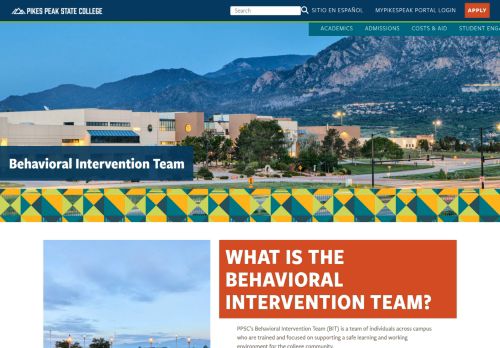 PIKES PEAK STATE COLLEGE
Search
SITIO EN ESPAÑOL
MYPIKESPEAK PORTAL LOGIN
APPLY
ACADEMICS
ADMISSIONS
COSTS & AID
STUDENT ENGA
Behavioral Intervention Team
WHAT IS THE
BEHAVIORAL
INTERVENTION TEAM?
PPSC's Behavioral Intervention Team (BIT) is a team of individuals across campus
who are trained and focused on supporting a safe learning and working
environment for the college community.